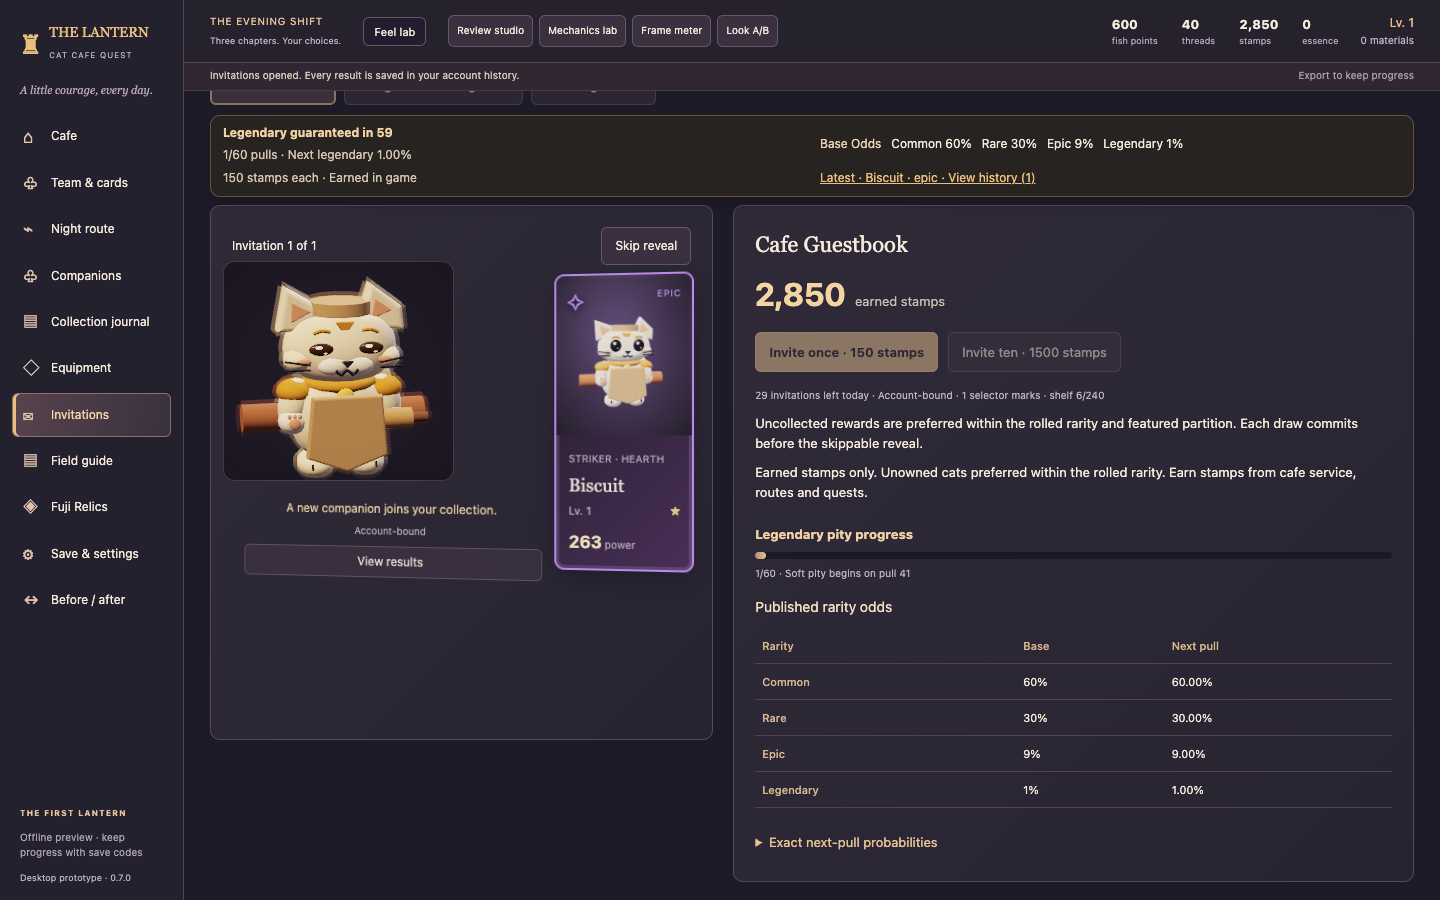 THE LANTERN
CAT CAFE QUEST
A little courage, every day.
Cafe
Team & cards
Night route
Companions
Collection journal
Equipment
Invitations
Field guide
Fuji Relics
Save & settings
Before / after
THE FIRST LANTERN
Offline preview · keep
progress with save codes
Desktop prototype · 0.7.0
THE EVENING SHIFT
Three chapters. Your choices.
Feel lab
Review studio
Mechanics lab
Frame meter
Look A/B
600
fish points
40
threads
2,850
stamps
0
essence
Lv. 1
0 materials
Invitations opened. Every result is saved in your account history.
Export to keep progress
Legendary guaranteed in 59
1/60 pulls · Next legendary 1.00%
150 stamps each · Earned in game
Base Odds Common 60% Rare 30% Epic 9% Legendary 1%
Latest · Biscuit · epic · View history (1)
Invitation 1 of 1
Skip reveal
EPIC
STRIKER · HEARTH
Biscuit
Lv. 1
263 power
A new companion joins your collection.
Account-bound
View results
Cafe Guestbook
2,850 earned stamps
Invite once · 150 stamps
Invite ten · 1500 stamps
29 invitations left today · Account-bound · 1 selector marks · shelf 6/240
Uncollected rewards are preferred within the rolled rarity and featured partition. Each draw commits
before the skippable reveal.
Earned stamps only. Unowned cats preferred within the rolled rarity. Earn stamps from cafe service,
routes and quests.
Legendary pity progress
1/60 · Soft pity begins on pull 41
Published rarity odds
Rarity Base Next pull
Common 60% 60.00%
Rare 30% 30.00%
Epic 9% 9.00%
Legendary 1% 1.00%
Exact next-pull probabilities